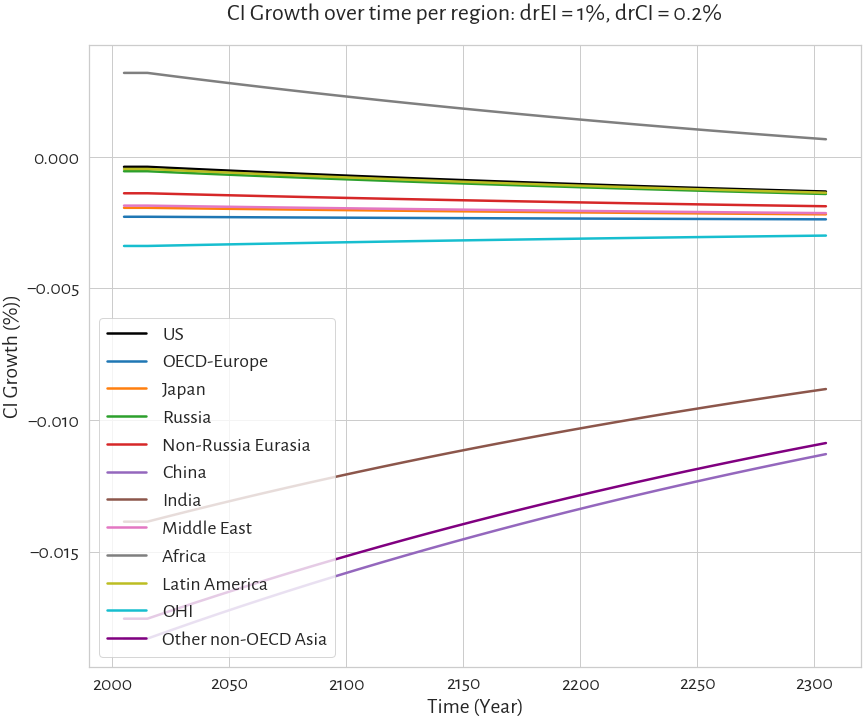 CI Growth over time per region: drEI = 1%, drCI = 0.2%
CI Growth (%))
0.000
−0.005
−0.010
−0.015
US
OECD-Europe
Japan
Russia
Non-Russia Eurasia
China
India
Middle East
Africa
Latin America
OHI
Other non-OECD Asia
2000 2050 2100 2150 2200 2250 2300
Time (Year)